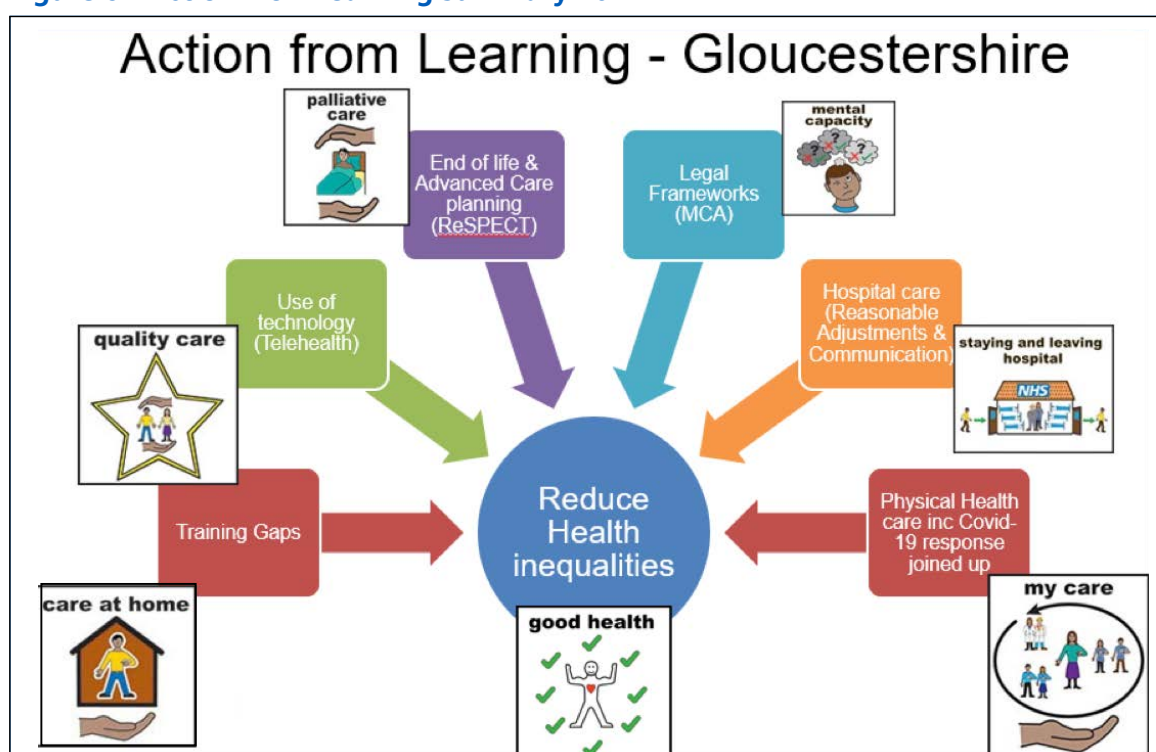 Action from Learning - Gloucestershire
palliative
care
End of life &
Advanced Care
planning
(ReSPECT)
Legal
Frameworks
(MCA)
mental
capacity
? ? ?
Use of
technology
(Telehealth)
Hospital care
(Reasonable
Adjustments &
Communication)
quality care
staying and leaving
hospital
NHS
Training Gaps
Reduce
Health
inequalities
Physical Health
care inc Covid-
19 response
joined up
care at home
good health
my care